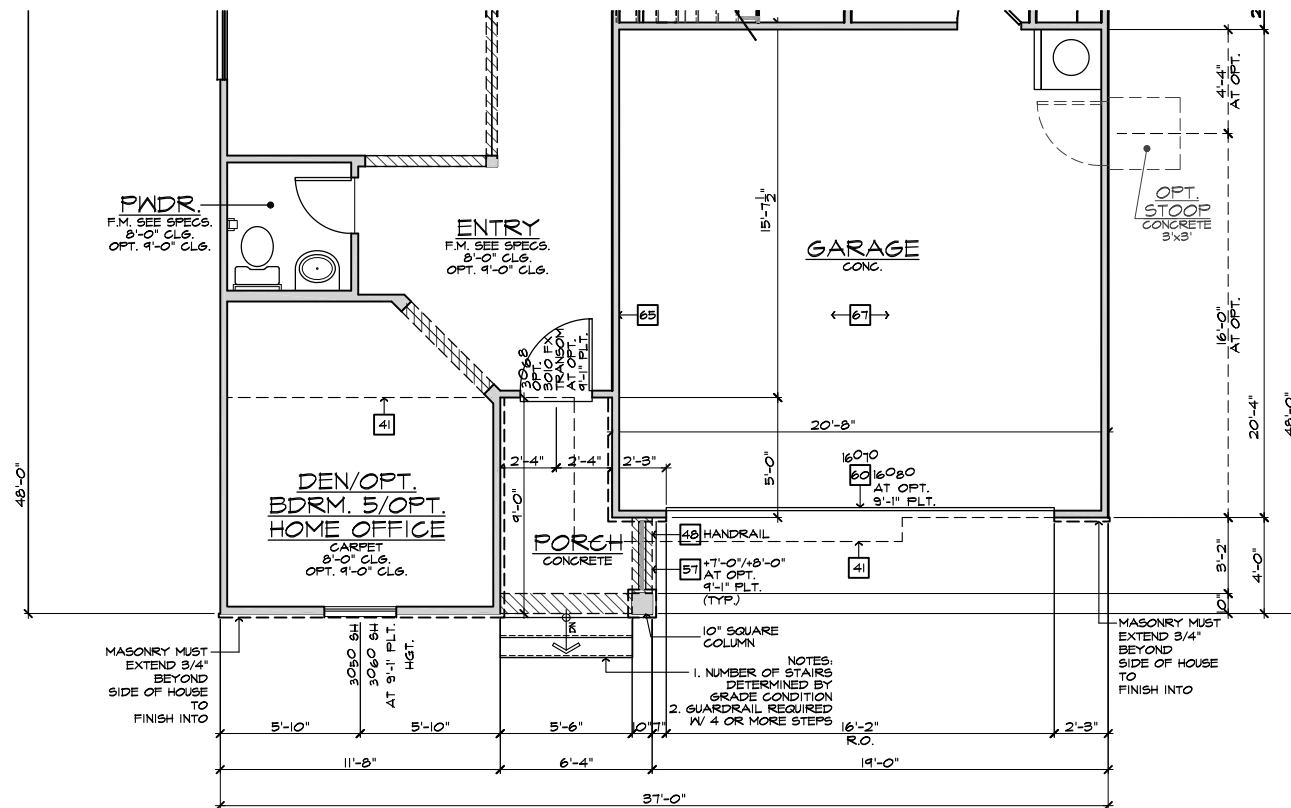 PWDR.
F.M. SEE SPECS.
8'-0" CLG.
OPT. 9'-0" CLG.
ENTRY
F.M. SEE SPECS.
8'-0" CLG.
OPT. 9'-0" CLG.
GARAGE
CONC.
15'-7½"
4'-4"
AT OPT.
OPT.
STOOP
CONCRETE
3'x3'
65
67
16'-0"
AT OPT.
3068
OPT.
3010 FX
TRANSOM
AT OPT.
9'-1" PLT.
41
20'-8"
20'-4"
48'-0"
48'-0"
2'-4"
2'-4"
2'-3"
5'-0"
16070
60
16080
AT OPT.
9'-1" PLT.
DEN/OPT.
BDRM. 5/OPT.
HOME OFFICE
CARPET
8'-0" CLG.
OPT. 9'-0" CLG.
9'-0"
PORCH
CONCRETE
48 HANDRAIL
57
+7'-0"/+8'-0"
AT OPT.
9'-1" PLT.
(TYP.)
41
3'-2"
4'-0"
DN
10" SQUARE
COLUMN
MASONRY MUST
EXTEND 3/4"
BEYOND
SIDE OF HOUSE
TO
FINISH INTO
3050 SH
3060 SH
AT 9'-1" PLT.
HGT.
NOTES:
1. NUMBER OF STAIRS
DETERMINED BY
GRADE CONDITION
2. GUARDRAIL REQUIRED
W/ 4 OR MORE STEPS
MASONRY MUST
EXTEND 3/4"
BEYOND
SIDE OF HOUSE
TO
FINISH INTO
5'-10"
5'-10"
5'-6"
10"
7"
16'-2"
R.O.
2'-3"
11'-8"
6'-4"
19'-0"
37'-0"